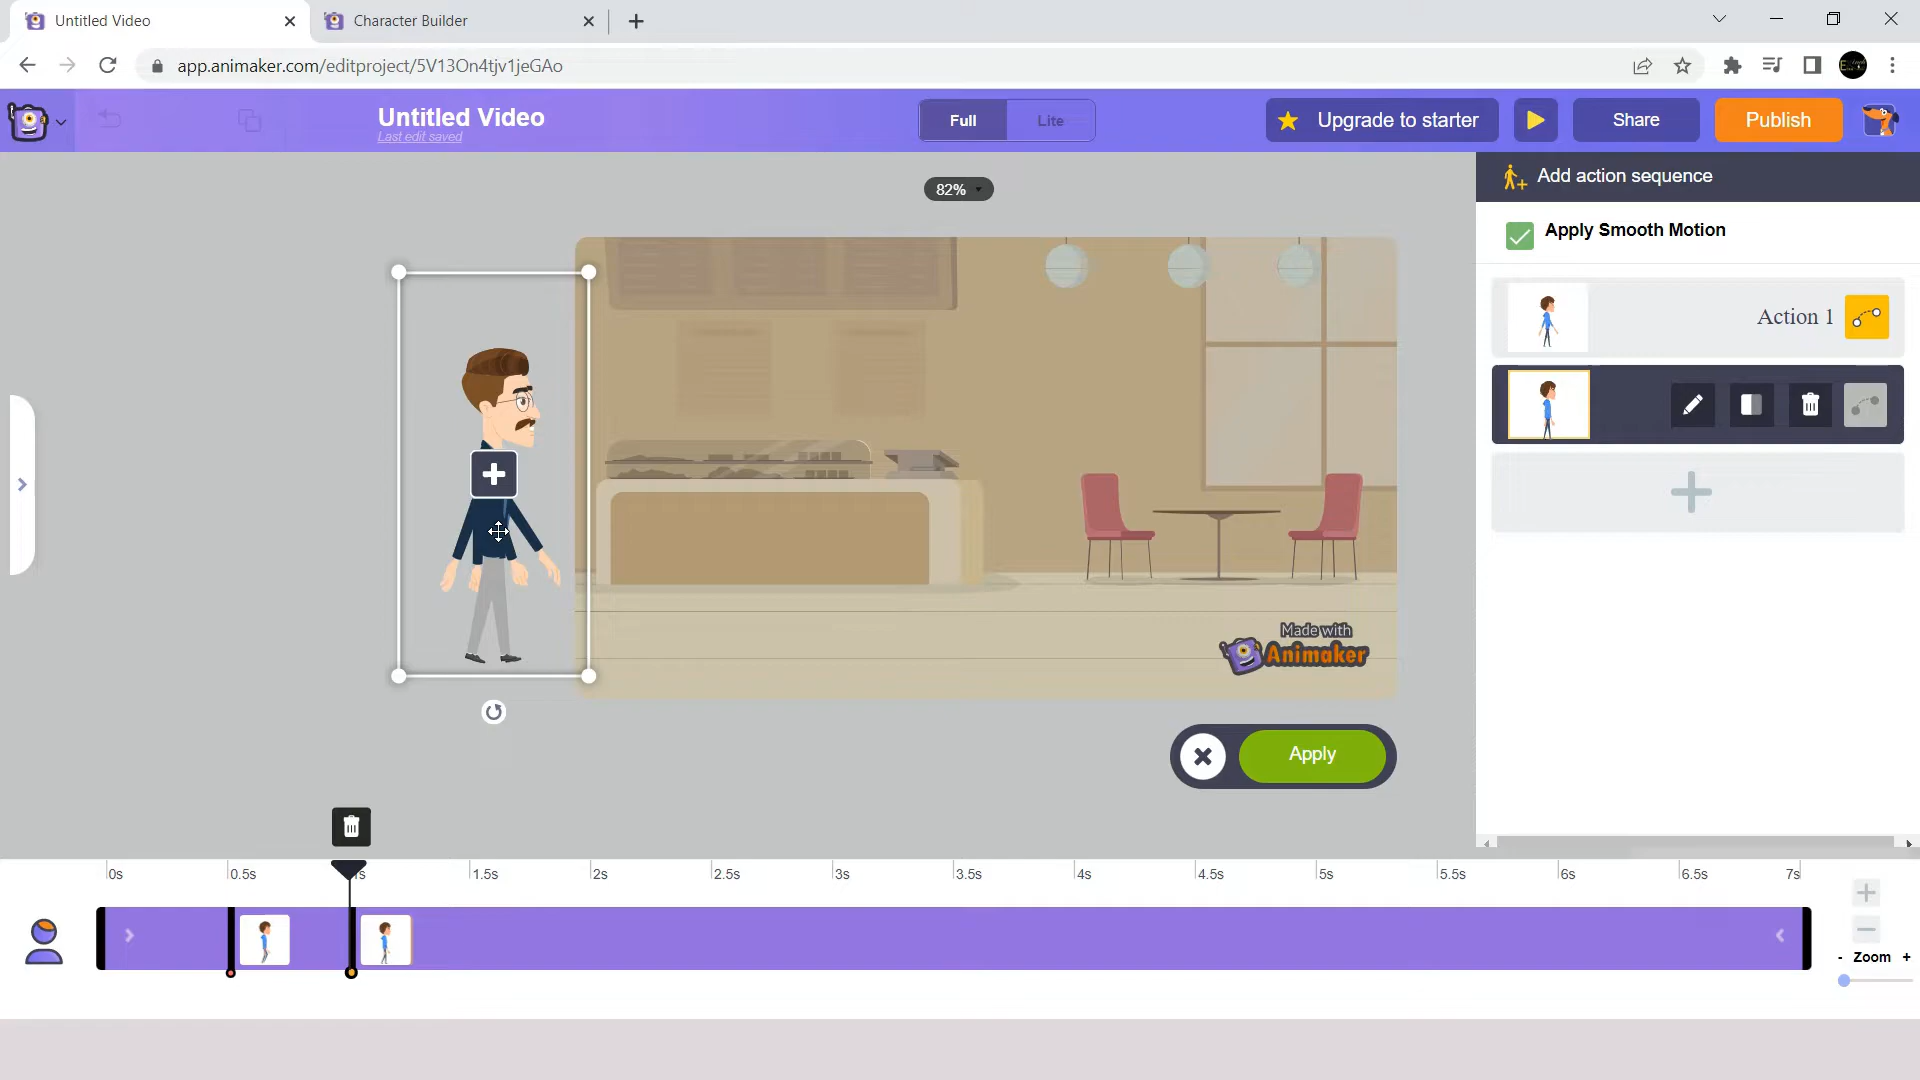 Untitled Video
Character Builder
app.animaker.com/editproject/5V13On4tjv1jeGAo
Untitled Video
Last edit saved
Full
Lite
Upgrade to starter
Share
Publish
82%
Add action sequence
Apply Smooth Motion
Action 1
Made with
Animaker
Apply
0s
0.5s
1.5s
2s
2.5s
3s
3.5s
4s
4.5s
5s
5.5s
6s
6.5s
7s
- Zoom +